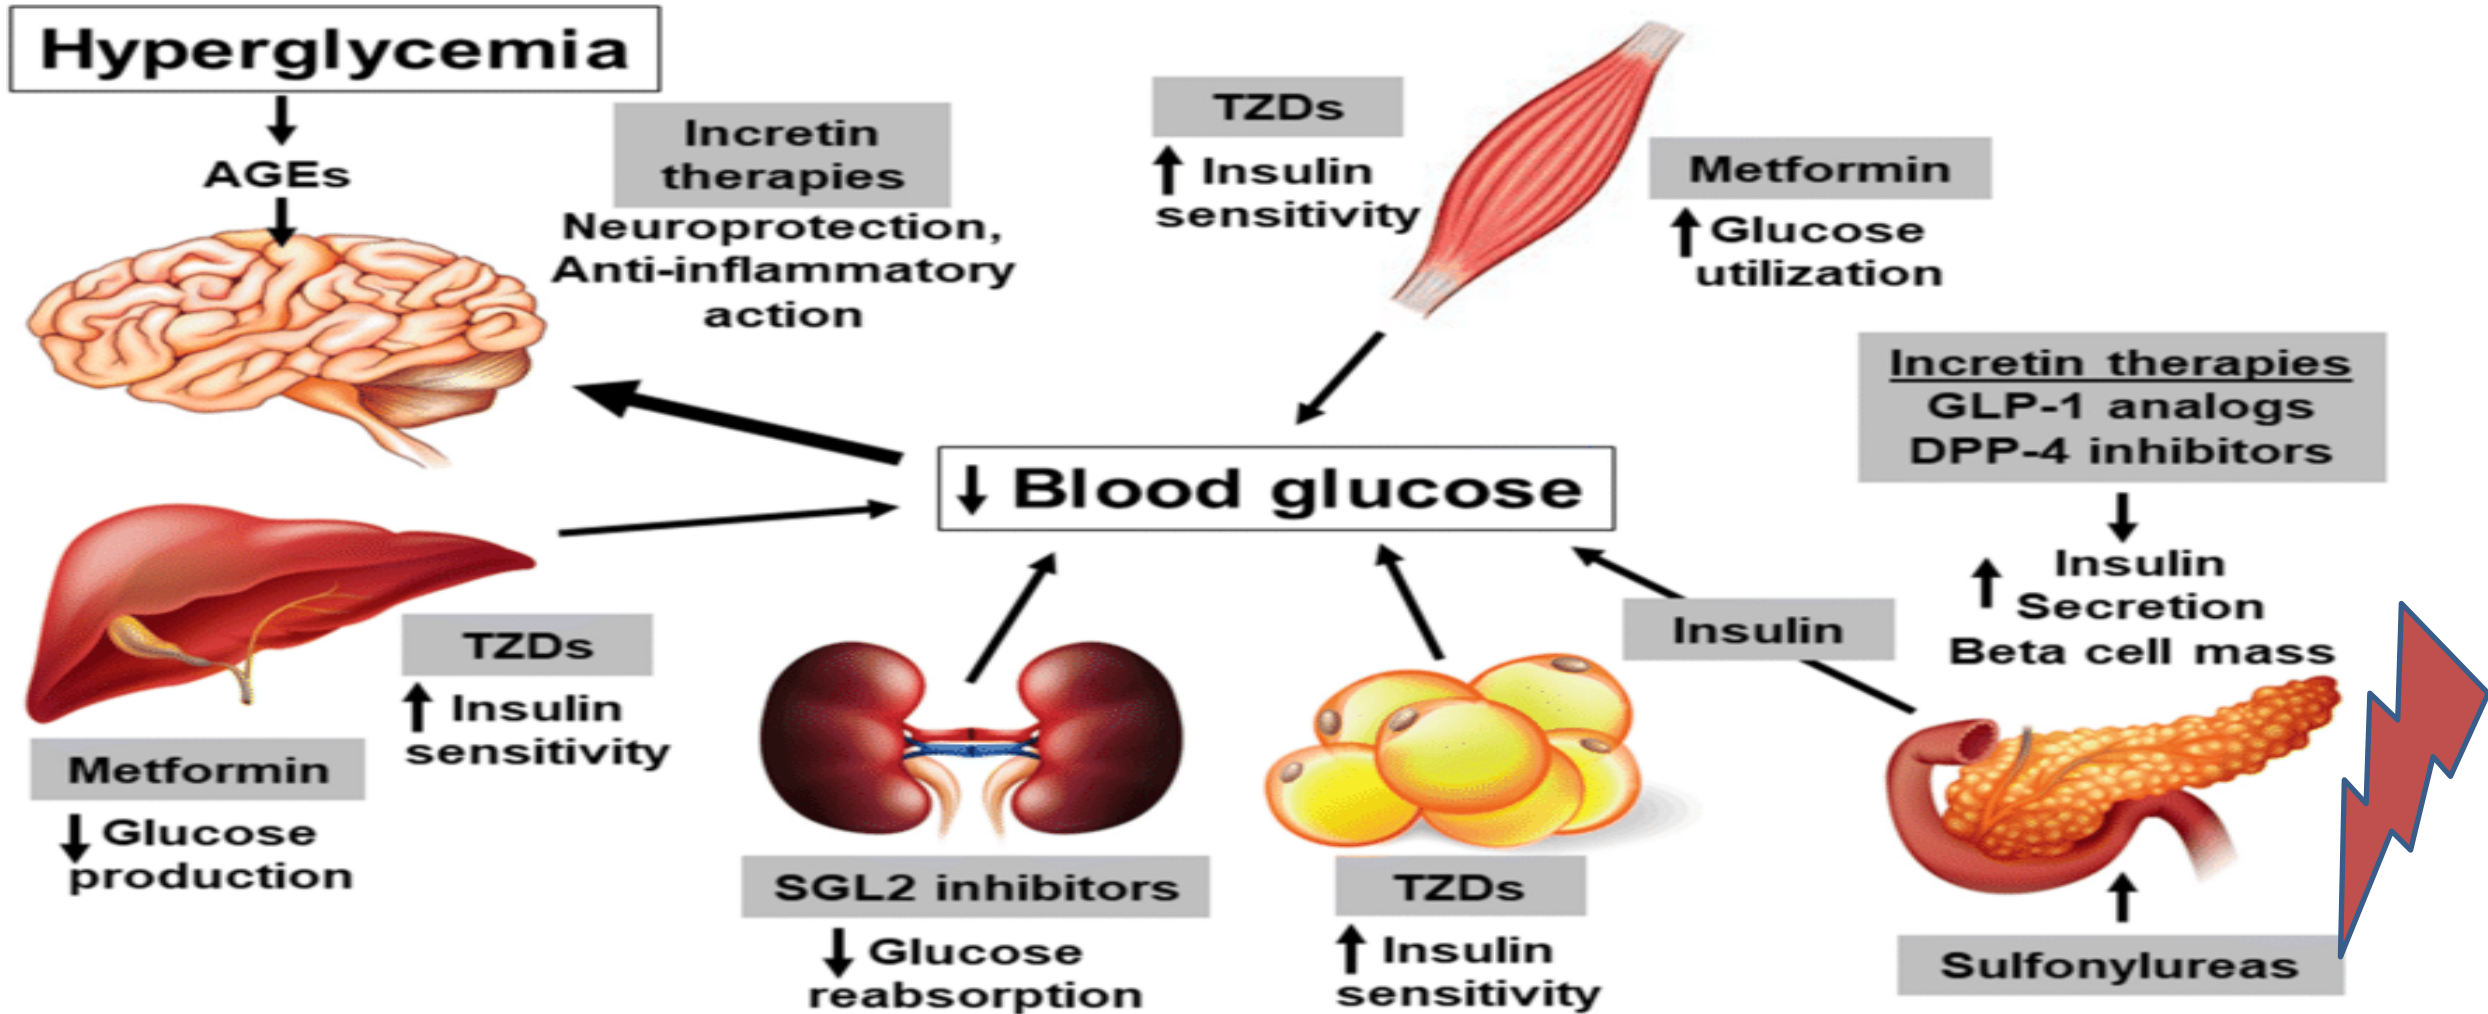 Hyperglycemia
AGEs
Incretin
therapies
Neuroprotection,
Anti-inflammatory
action
TZDs
Insulin
sensitivity
Metformin
Glucose
utilization
Incretin therapies
GLP-1 analogs
DPP-4 inhibitors
Insulin
Secretion
Beta cell mass
Blood glucose
Insulin
TZDs
Insulin
sensitivity
Metformin
Glucose
production
SGL2 inhibitors
Glucose
reabsorption
TZDs
Insulin
sensitivity
Sulfonylureas